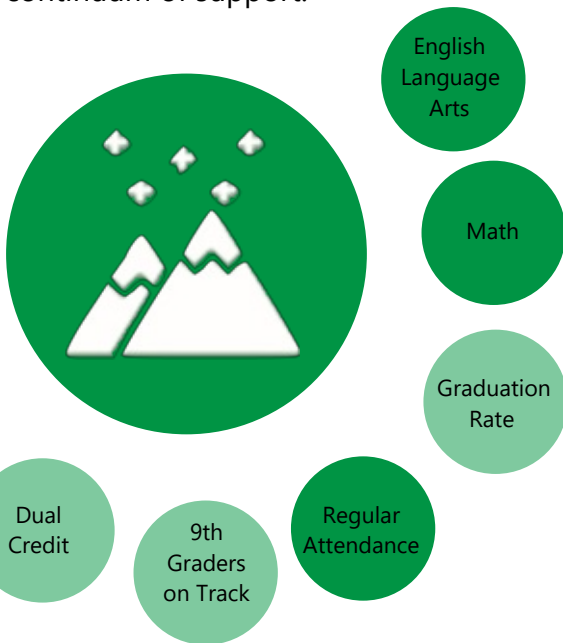 continuum of support.
English
Language
Arts
Math
Graduation
Rate
Regular
Attendance
9th
Graders
on Track
Dual
Credit